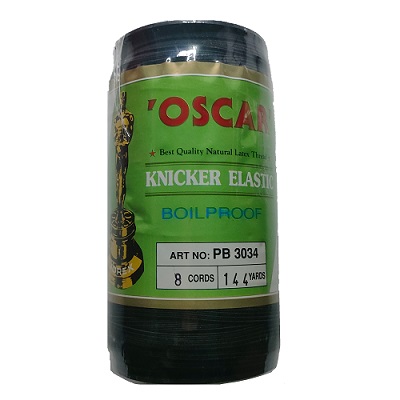 'OSCAR
★ Best Quality Natural Latex Thread
KNICKER ELASTIC
BOILPROOF
ART NO: PB 3034
8 CORDS 144 YARDS